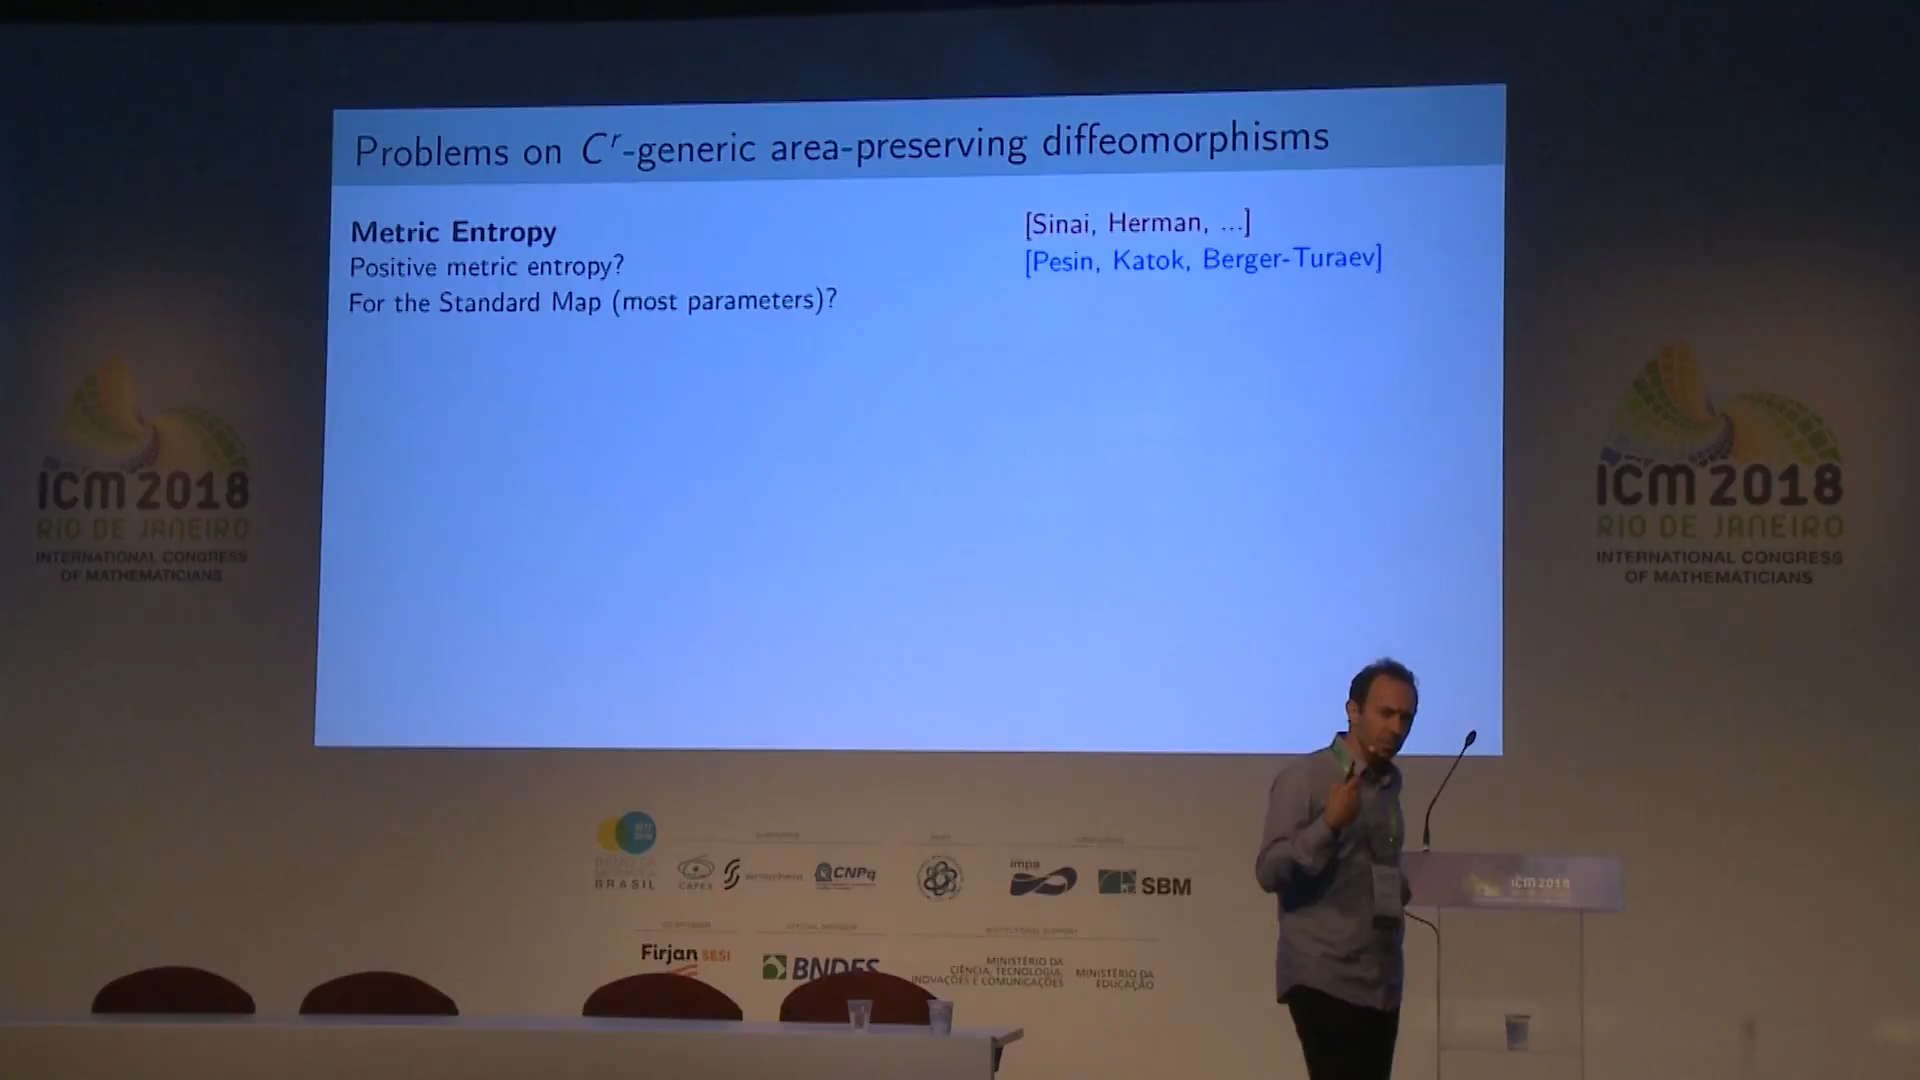 Problems on Cʳ-generic area-preserving diffeomorphisms
Metric Entropy
[Sinai, Herman, ...]
Positive metric entropy?
[Pesin, Katok, Berger-Turaev]
For the Standard Map (most parameters)?
ICM 2018
RIO DE JANEIRO
INTERNATIONAL CONGRESS
OF MATHEMATICIANS
ICM 2018
RIO DE JANEIRO
INTERNATIONAL CONGRESS
OF MATHEMATICIANS
BRASIL
CAPES
CNPq
impa
SBM
ICM 2018
Firjan SESI
BNDES
MINISTÉRIO DA
CIÊNCIA, TECNOLOGIA,
INOVAÇÕES E COMUNICAÇÕES
MINISTÉRIO DA
EDUCAÇÃO